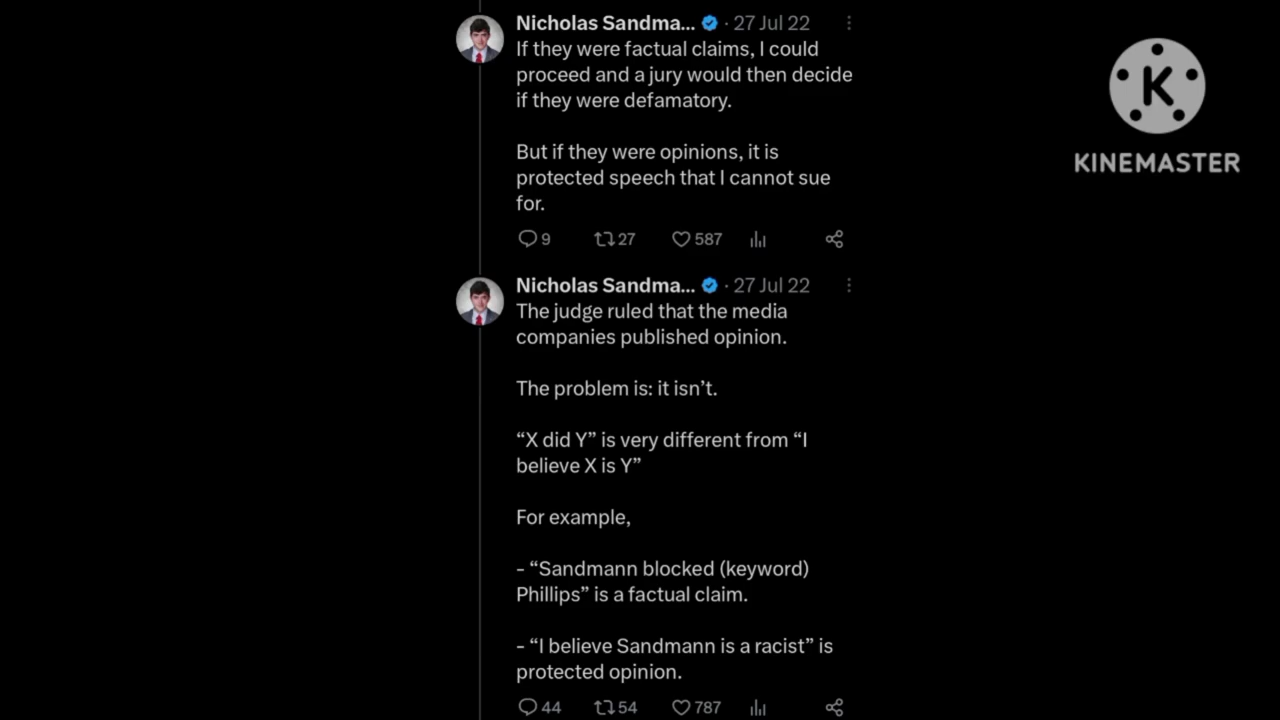 Nicholas Sandma... · 27 Jul 22
If they were factual claims, I could
proceed and a jury would then decide
if they were defamatory.
But if they were opinions, it is
protected speech that I cannot sue
for.
9 27 587
Nicholas Sandma... · 27 Jul 22
The judge ruled that the media
companies published opinion.
The problem is: it isn’t.
“X did Y” is very different from “I
believe X is Y”
For example,
- “Sandmann blocked (keyword)
Phillips” is a factual claim.
- “I believe Sandmann is a racist” is
protected opinion.
44 54 787
K
KINEMASTER